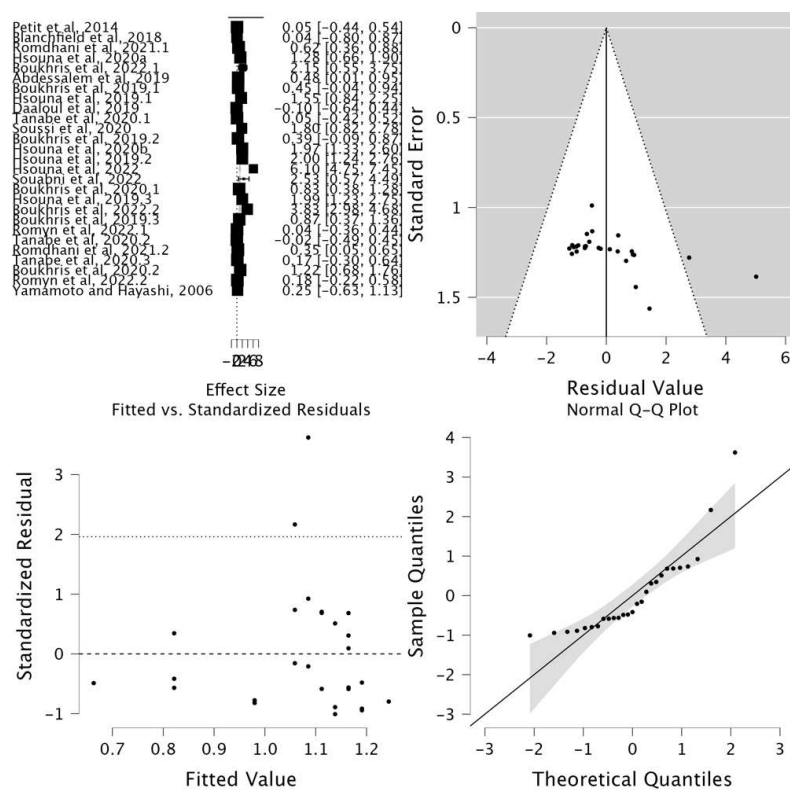 Petit et al, 2014 0.05 [-0.44, 0.54]
Blanchfield et al, 2018 0.04 [-0.80, 0.87]
Romdhani et al, 2021.1 0.62 [0.36, 0.88]
Hsouna et al, 2020a 1.28 [0.66, 1.90]
Boukhris et al, 2022.1 2.15 [0.55, 3.75]
Abdessalem et al, 2019 0.48 [0.01, 0.95]
Boukhris et al, 2019.1 0.45 [-0.04, 0.94]
Hsouna et al, 2019.1 1.55 [0.84, 2.25]
Daaloul et al, 2019 -0.10 [-0.64, 0.44]
Tanabe et al, 2020.1 0.05 [-0.42, 0.52]
Soussi et al, 2020 1.80 [0.82, 2.78]
Boukhris et al, 2019.2 0.39 [-0.09, 0.87]
Hsouna et al, 2020b 1.97 [1.33, 2.60]
Hsouna et al, 2019.2 2.00 [1.24, 2.76]
Hsouna et al, 2022 6.10 [4.75, 7.45]
Souabni et al, 2022 2.53 [0.57, 4.49]
Boukhris et al, 2020.1 0.83 [0.38, 1.28]
Hsouna et al, 2019.3 1.99 [1.23, 2.75]
Boukhris et al, 2022.2 3.83 [2.98, 4.68]
Boukhris et al, 2019.3 0.87 [0.37, 1.36]
Romyn et al, 2022.1 0.04 [-0.36, 0.44]
Tanabe et al, 2020.2 -0.02 [-0.49, 0.45]
Romdhani et al, 2021.2 0.35 [0.05, 0.65]
Tanabe et al, 2020.3 0.17 [-0.30, 0.64]
Boukhris et al, 2020.2 1.22 [0.68, 1.76]
Romyn et al, 2022.2 0.18 [-0.22, 0.58]
Yamamoto and Hayashi, 2006 0.25 [-0.63, 1.13]
Effect Size
0
0.5
1
1.5
Standard Error
-4 -2 0 2 4 6
Residual Value
Fitted vs. Standardized Residuals
3
2
1
0
-1
Standardized Residual
0.7 0.8 0.9 1.0 1.1 1.2
Fitted Value
Normal Q-Q Plot
4
3
2
1
0
-1
-2
-3
Sample Quantiles
-3 -2 -1 0 1 2 3
Theoretical Quantiles